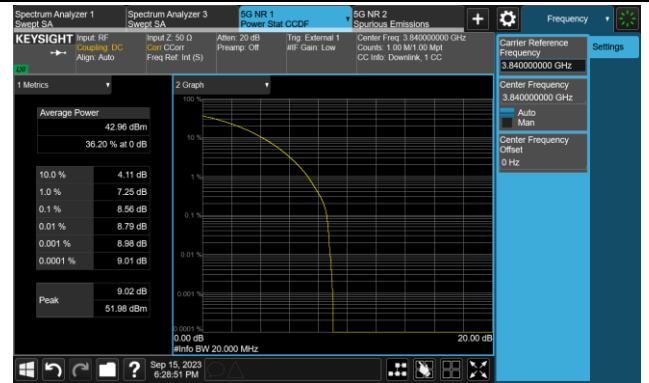 Spectrum Analyzer 1
Swept SA
Spectrum Analyzer 3
Swept SA
5G NR 1
Power Stat CCDF
5G NR 2
Spurious Emissions
+
Frequency
KEYSIGHT
Input: RF
Coupling: DC
Align: Auto
Input Z: 50 Ω
Corr CCorr
Freq Ref: Int (S)
Atten: 20 dB
Preamp: Off
Trig: External 1
#IF Gain: Low
Center Freq: 3.840000000 GHz
Counts: 1.00 M/1.00 Mpt
CC Info: Downlink, 1 CC
Carrier Reference
Frequency
3.840000000 GHz
Settings
Center Frequency
3.840000000 GHz
Auto
Man
Center Frequency
Offset
0 Hz
1 Metrics
Average Power
42.96 dBm
36.20 % at 0 dB
10.0 % 4.11 dB
1.0 % 7.25 dB
0.1 % 8.56 dB
0.01 % 8.79 dB
0.001 % 8.98 dB
0.0001 % 9.01 dB
Peak
9.02 dB
51.98 dBm
2 Graph
100 %
10 %
1 %
0.1 %
0.01 %
0.001 %
0.0001 %
0.00 dB 20.00 dB
#Info BW 20.000 MHz
?
Sep 15, 2023
6:28:51 PM